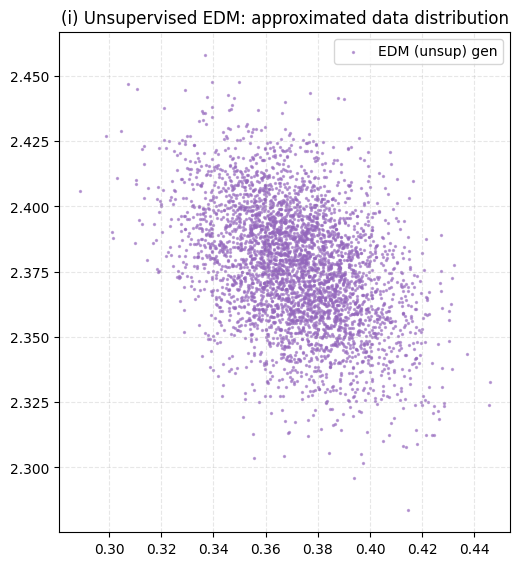 (i) Unsupervised EDM: approximated data distribution
EDM (unsup) gen
2.450
2.425
2.400
2.375
2.350
2.325
2.300
0.30 0.32 0.34 0.36 0.38 0.40 0.42 0.44